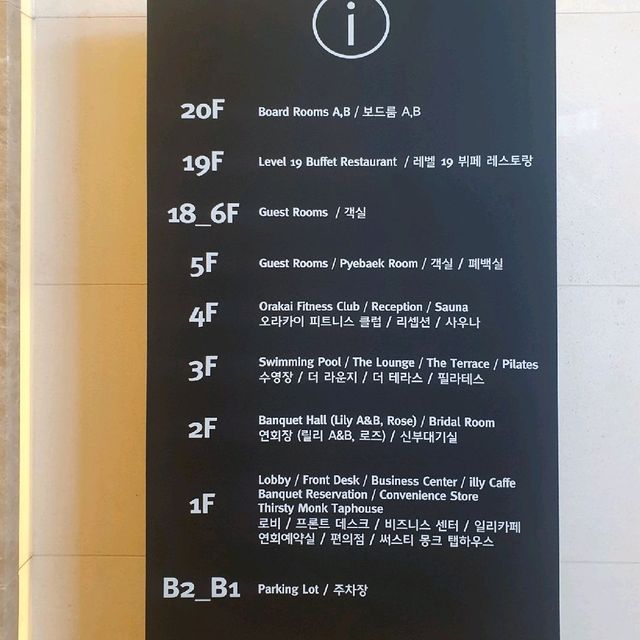 i
20F Board Rooms A,B / 보드룸 A,B
19F Level 19 Buffet Restaurant / 레벨 19 뷔페 레스토랑
18_6F Guest Rooms / 객실
5F Guest Rooms / Pyebaek Room / 객실 / 폐백실
4F Orakai Fitness Club / Reception / Sauna
오라카이 피트니스 클럽 / 리셉션 / 사우나
3F Swimming Pool / The Lounge / The Terrace / Pilates
수영장 / 더 라운지 / 더 테라스 / 필라테스
2F Banquet Hall (Lily A&B, Rose) / Bridal Room
연회장 (릴리 A&B, 로즈) / 신부대기실
1F Lobby / Front Desk / Business Center / illy Caffe
Banquet Reservation / Convenience Store
Thirsty Monk Taphouse
로비 / 프론트 데스크 / 비즈니스 센터 / 일리카페
연회예약실 / 편의점 / 써스티 몽크 탭하우스
B2_B1 Parking Lot / 주차장